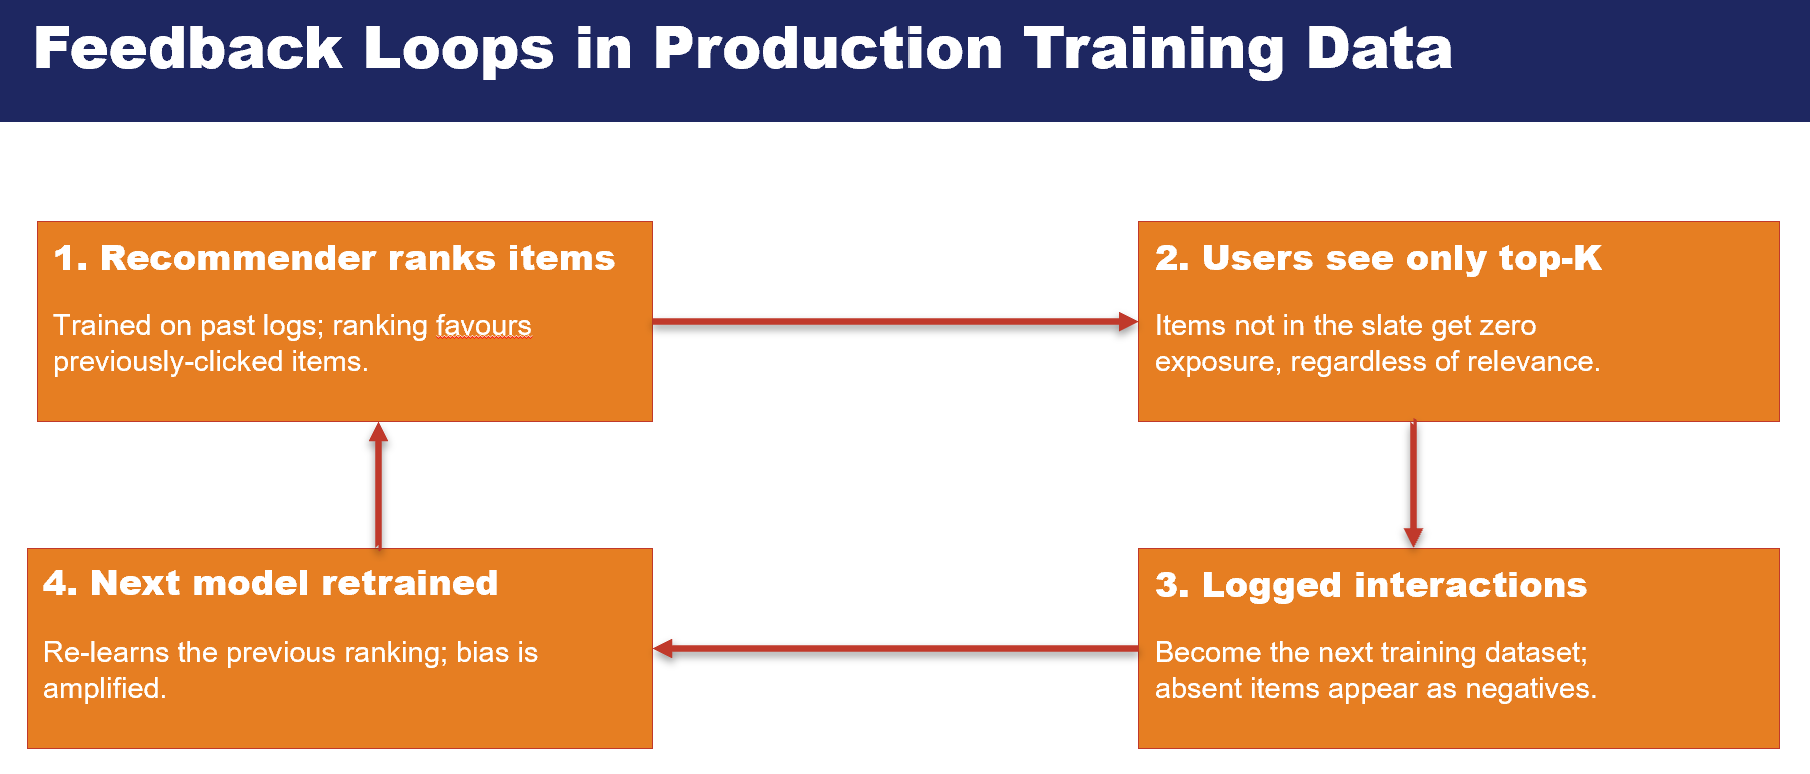 Feedback Loops in Production Training Data
1. Recommender ranks items
Trained on past logs; ranking favours
previously-clicked items.
2. Users see only top-K
Items not in the slate get zero
exposure, regardless of relevance.
3. Logged interactions
Become the next training dataset;
absent items appear as negatives.
4. Next model retrained
Re-learns the previous ranking; bias is
amplified.